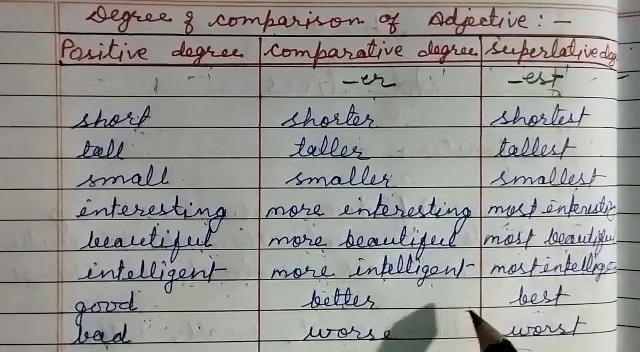 Degree of comparison of Adjective : -
Positive degree comparative degree superlative deg
-er -est
short shorter shortest
tall taller tallest
small smaller smallest
interesting more interesting most interesting
beautiful more beautiful most beautiful
intelligent more intelligent most intellige
good better best
bad worse worst